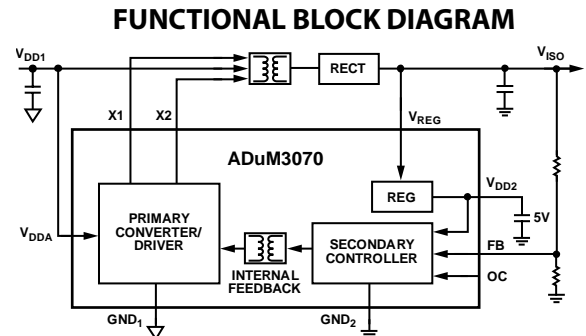 FUNCTIONAL BLOCK DIAGRAM
VDD1
VISO
RECT
X1
X2
VREG
ADuM3070
REG
VDD2
5V
PRIMARY
CONVERTER/
DRIVER
VDDA
SECONDARY
CONTROLLER
INTERNAL
FEEDBACK
FB
OC
GND1
GND2